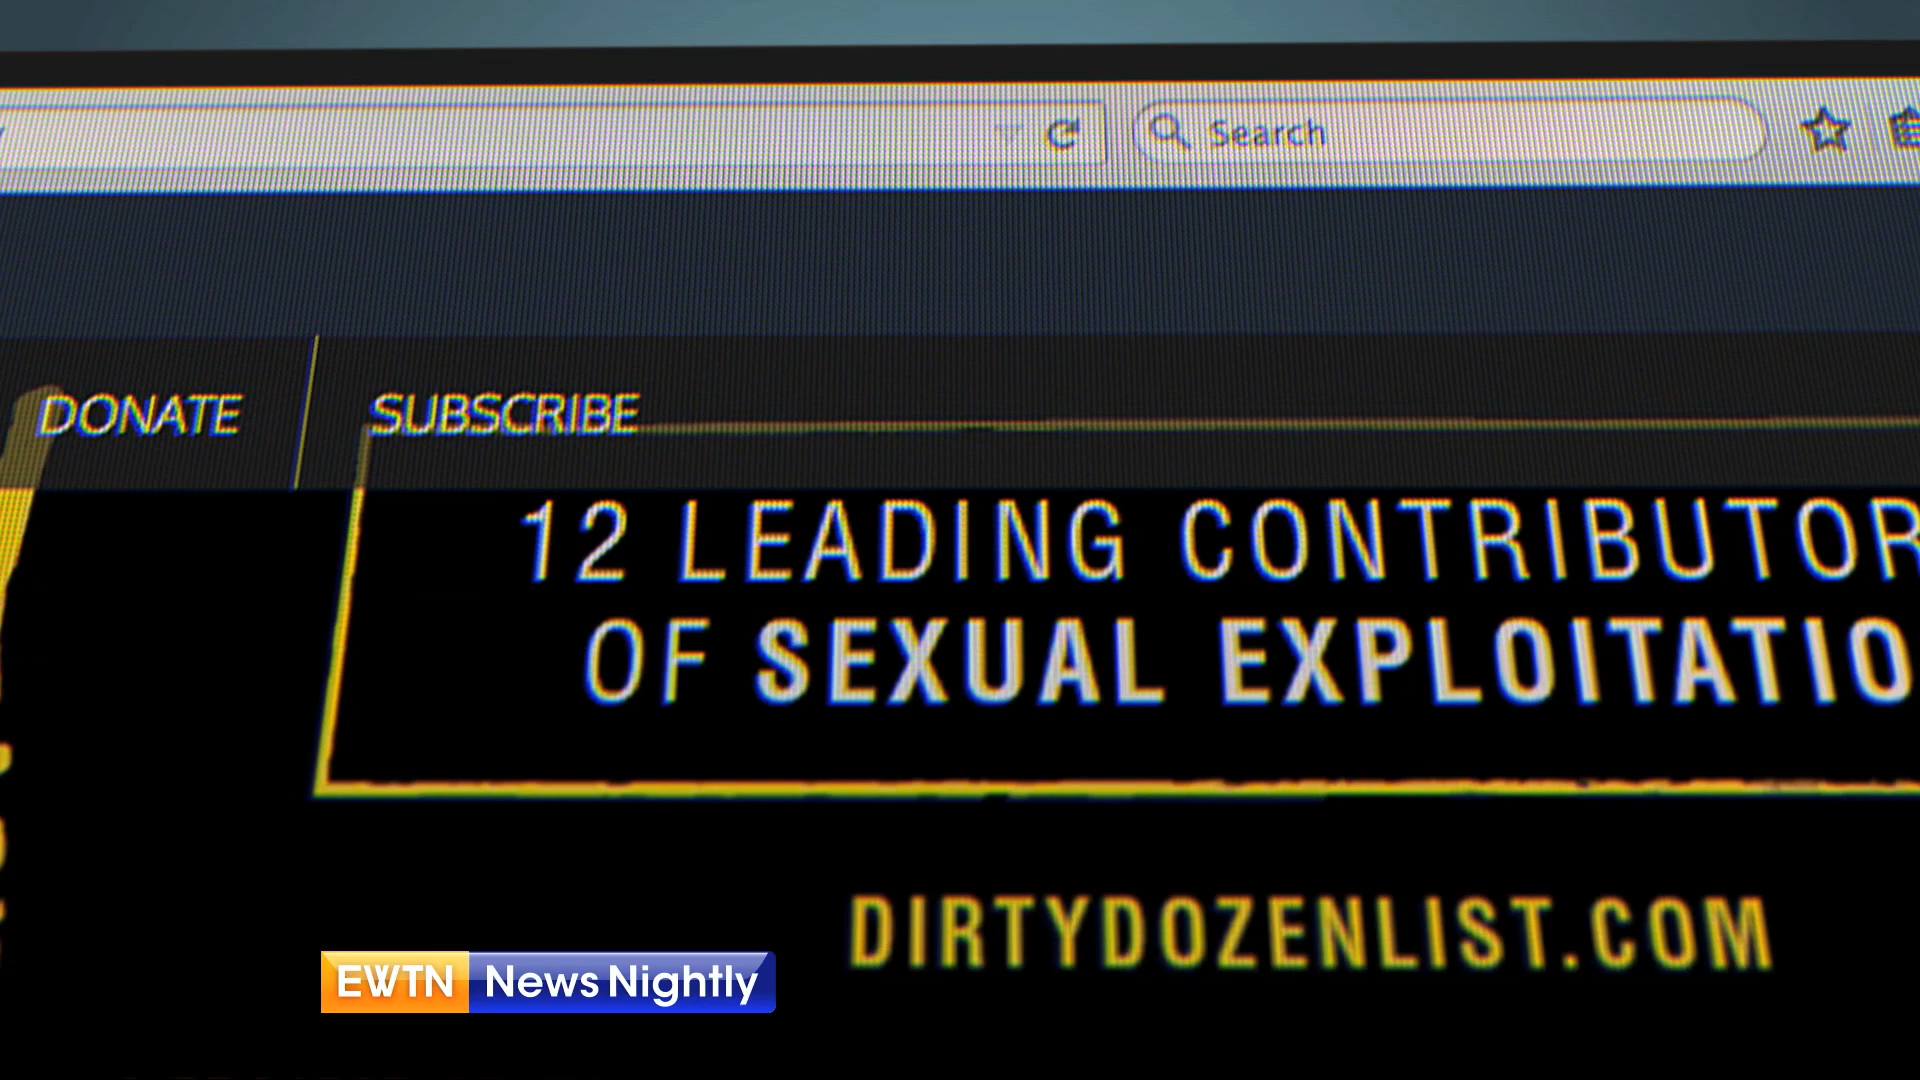 Search
DONATE
SUBSCRIBE
12 LEADING CONTRIBUTOR
OF SEXUAL EXPLOITATIO
DIRTYDOZENLIST.COM
EWTN News Nightly